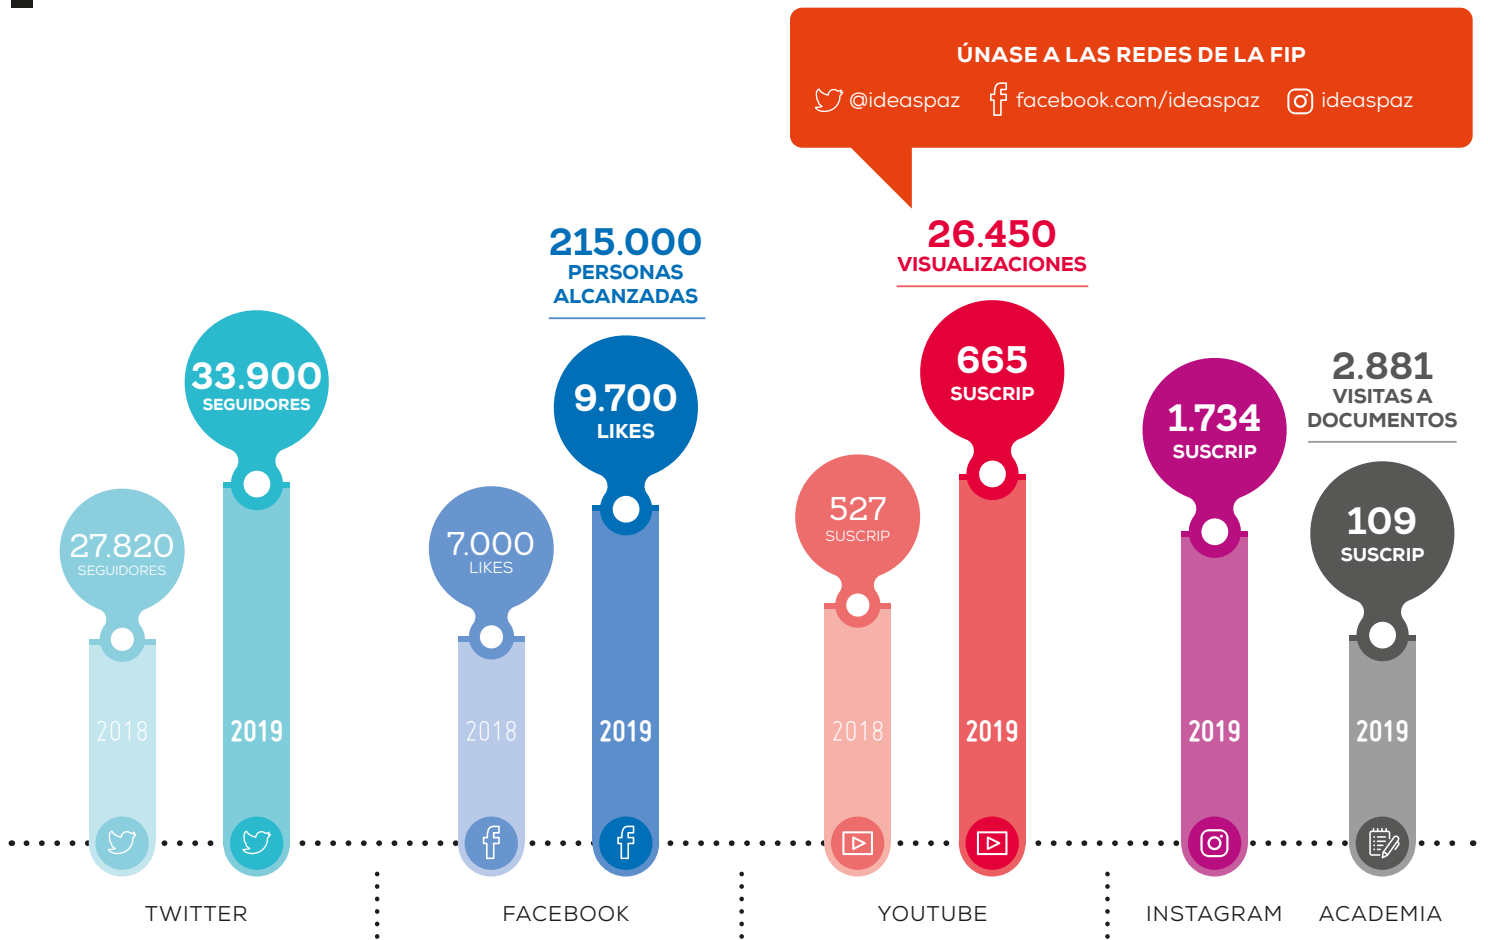 ÚNASE A LAS REDES DE LA FIP
@ideaspaz facebook.com/ideaspaz ideaspaz
215.000
PERSONAS
ALCANZADAS
26.450
VISUALIZACIONES
2.881
VISITAS A
DOCUMENTOS
27.820
SEGUIDORES
33.900
SEGUIDORES
7.000
LIKES
9.700
LIKES
527
SUSCRIP
665
SUSCRIP
1.734
SUSCRIP
109
SUSCRIP
2018 2019 2018 2019 2018 2019 2019 2019
TWITTER FACEBOOK YOUTUBE INSTAGRAM ACADEMIA